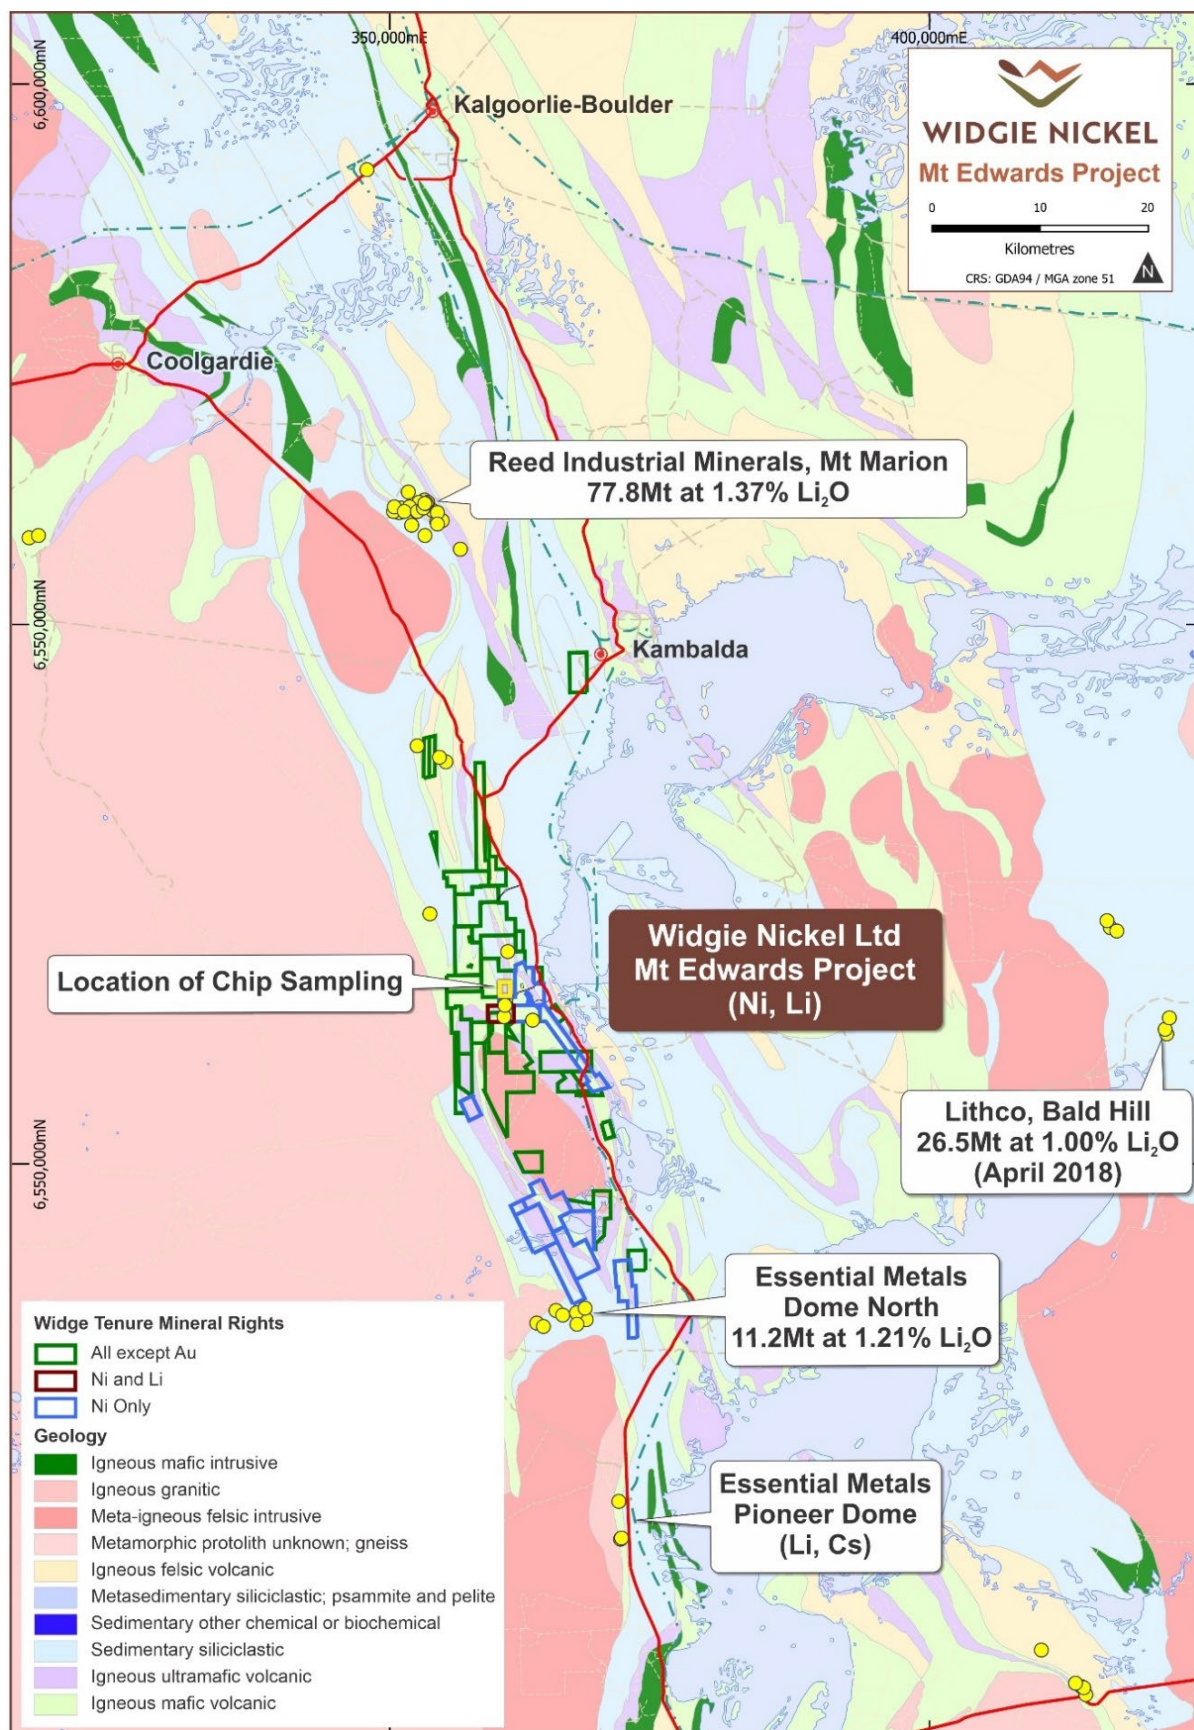 350,000mE
400,000mE
6,600,000mN
Kalgoorlie-Boulder
WIDGIE NICKEL
Mt Edwards Project
0 10 20
Kilometres
CRS: GDA94 / MGA zone 51
N
Coolgardie
Reed Industrial Minerals, Mt Marion
77.8Mt at 1.37% Li₂O
6,550,000mN
Kambalda
Widgie Nickel Ltd
Mt Edwards Project
(Ni, Li)
Location of Chip Sampling
Lithco, Bald Hill
26.5Mt at 1.00% Li₂O
(April 2018)
6,550,000mN
Essential Metals
Dome North
11.2Mt at 1.21% Li₂O
Essential Metals
Pioneer Dome
(Li, Cs)
Widge Tenure Mineral Rights
All except Au
Ni and Li
Ni Only
Geology
Igneous mafic intrusive
Igneous granitic
Meta-igneous felsic intrusive
Metamorphic protolith unknown; gneiss
Igneous felsic volcanic
Metasedimentary siliciclastic; psammite and pelite
Sedimentary other chemical or biochemical
Sedimentary siliciclastic
Igneous ultramafic volcanic
Igneous mafic volcanic